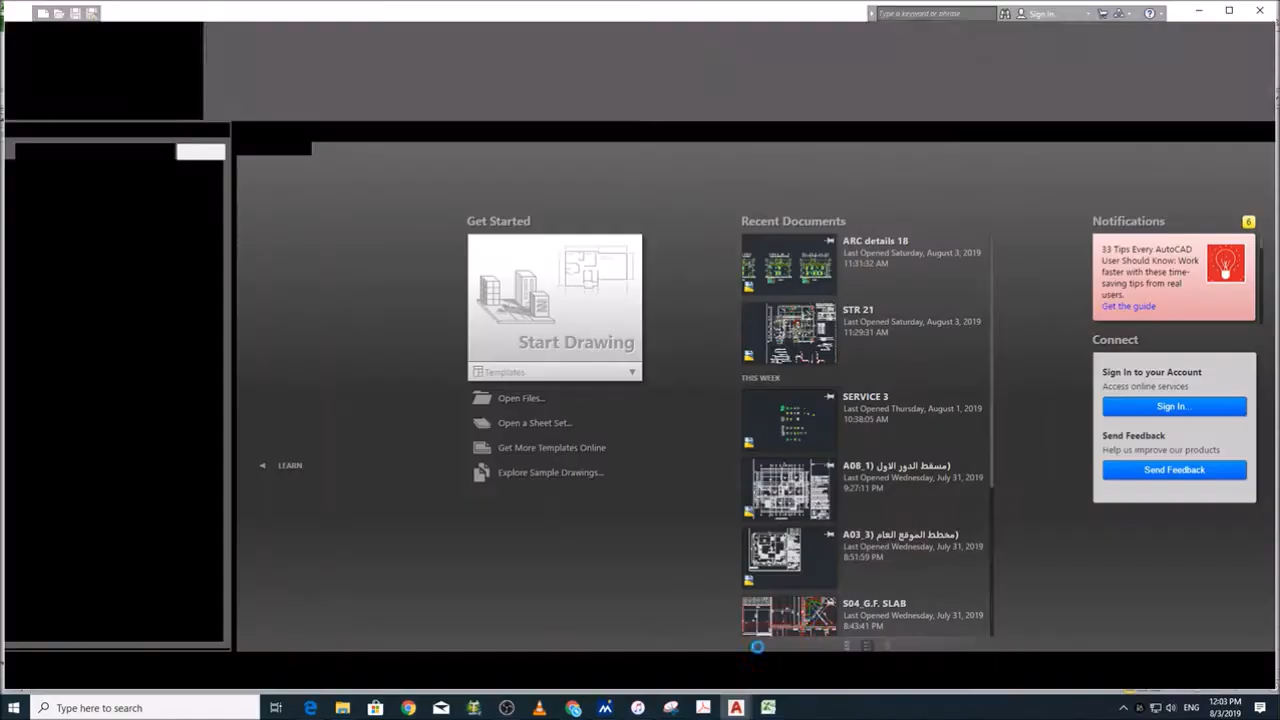 Type a keyword or phrase
Sign In
Get Started
Start Drawing
Templates
Open Files...
Open a Sheet Set...
Get More Templates Online
Explore Sample Drawings...
LEARN
Recent Documents
ARC details 18
Last Opened Saturday, August 3, 2019
11:31:32 AM
STR 21
Last Opened Saturday, August 3, 2019
11:29:31 AM
THIS WEEK
SERVICE 3
Last Opened Thursday, August 1, 2019
10:38:05 AM
A08_1) مسقط الدور الاول)
Last Opened Wednesday, July 31, 2019
9:27:11 PM
A03_3) مخطط الموقع العام)
Last Opened Wednesday, July 31, 2019
8:51:59 PM
S04_G.F. SLAB
Last Opened Wednesday, July 31, 2019
8:43:41 PM
Notifications
6
33 Tips Every AutoCAD
User Should Know: Work
faster with these time-
saving tips from real
users.
Get the guide
Connect
Sign In to your Account
Access online services
Sign In...
Send Feedback
Help us improve our products
Send Feedback
Type here to search
ENG
12:03 PM
8/3/2019